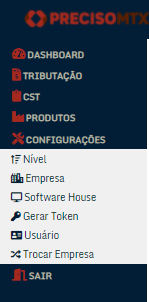 PRECISOMTX
DASHBOARD
TRIBUTAÇÃO
CST
PRODUTOS
CONFIGURAÇÕES
Nível
Empresa
Software House
Gerar Token
Usuário
Trocar Empresa
SAIR